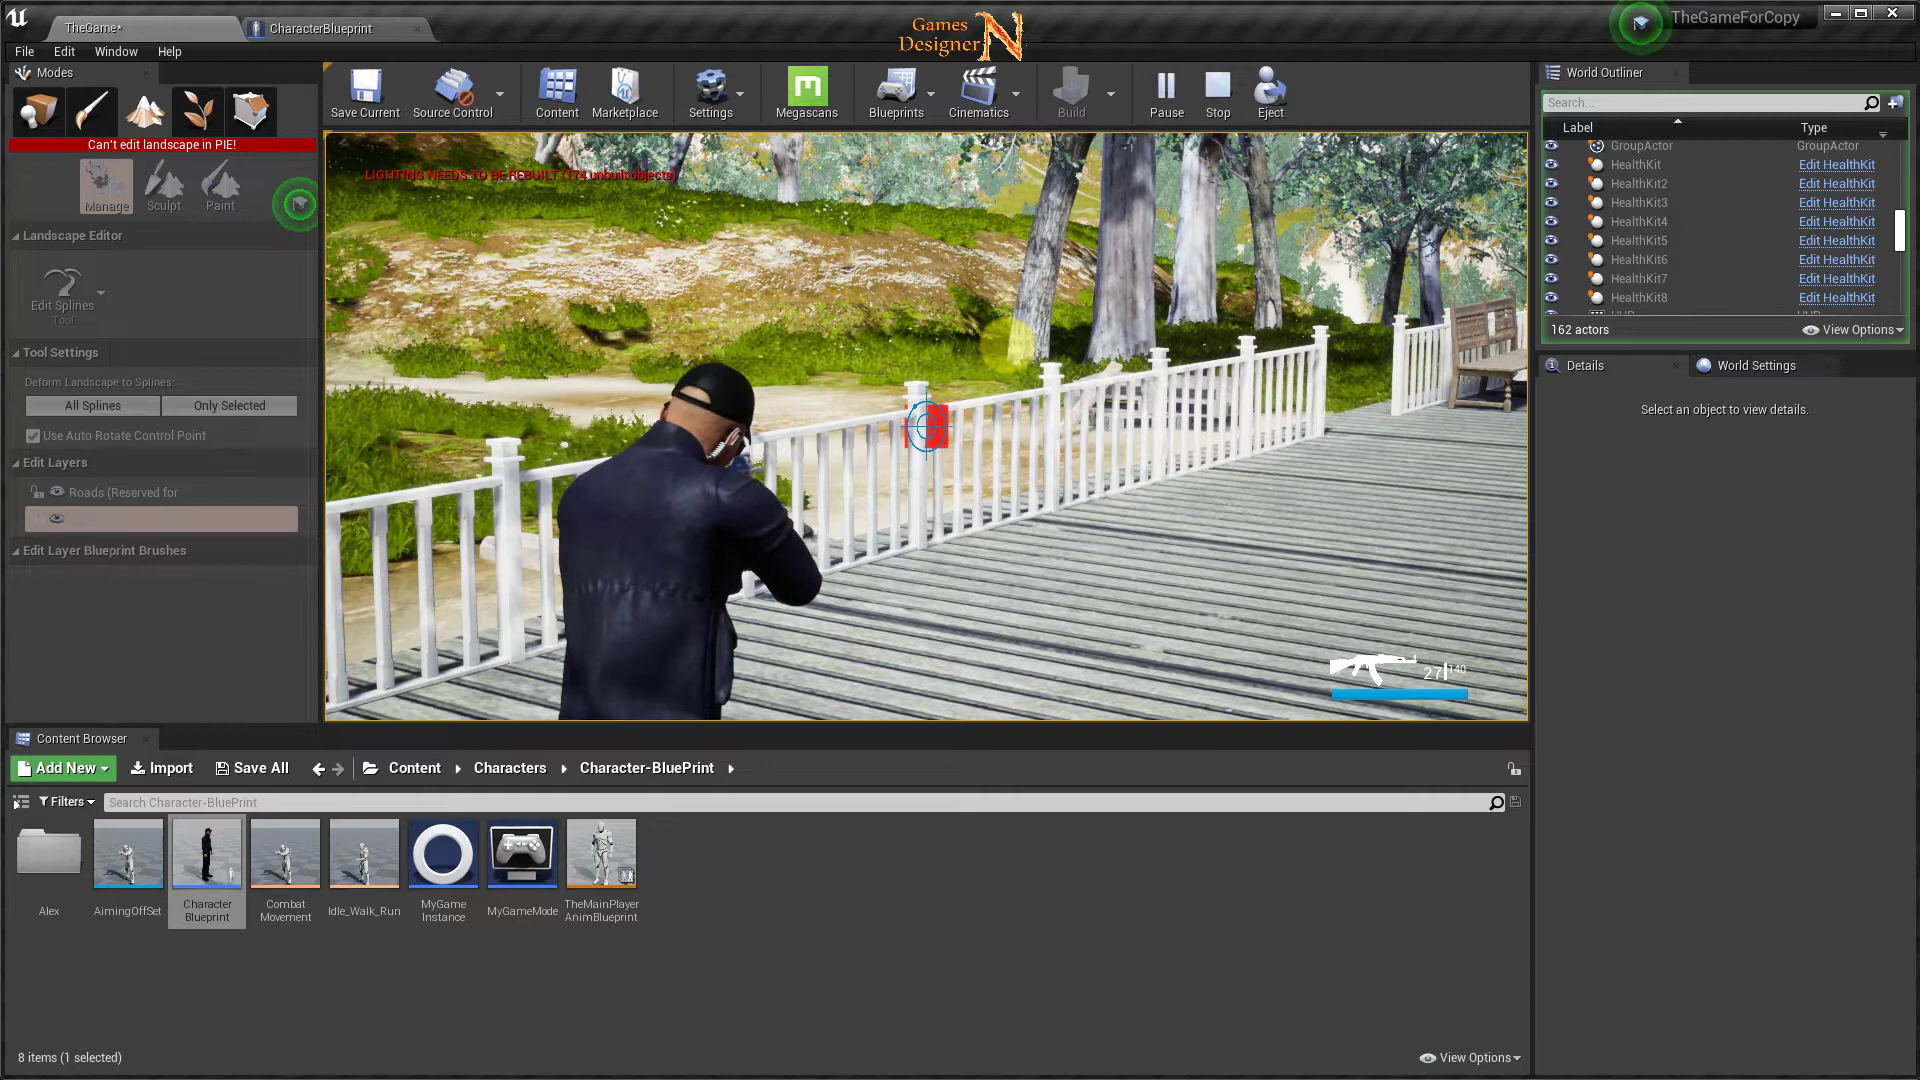 TheGame*
CharacterBlueprint
Games
Designer
N
TheGameForCopy
File
Edit
Window
Help
Modes
Can't edit landscape in PIE!
Manage
Sculpt
Paint
Landscape Editor
Edit Splines
Tool
Tool Settings
Deform Landscape to Splines:
All Splines
Only Selected
Use Auto Rotate Control Point
Edit Layers
Roads (Reserved for
Edit Layer Blueprint Brushes
Save Current
Source Control
Content
Marketplace
Settings
Megascans
Blueprints
Cinematics
Build
Pause
Stop
Eject
LIGHTING NEEDS TO BE REBUILT (174 unbuilt objects)
27
140
World Outliner
Search...
Label
Type
GroupActor
GroupActor
HealthKit
Edit HealthKit
HealthKit2
Edit HealthKit
HealthKit3
Edit HealthKit
HealthKit4
Edit HealthKit
HealthKit5
Edit HealthKit
HealthKit6
Edit HealthKit
HealthKit7
Edit HealthKit
HealthKit8
Edit HealthKit
162 actors
View Options
Details
World Settings
Select an object to view details.
Content Browser
Add New
Import
Save All
Content
Characters
Character-BluePrint
Filters
Search Character-BluePrint
Alex
AimingOffSet
Character
Blueprint
Combat
Movement
Idle_Walk_Run
MyGame
Instance
MyGameMode
TheMainPlayer
AnimBlueprint
8 items (1 selected)
View Options